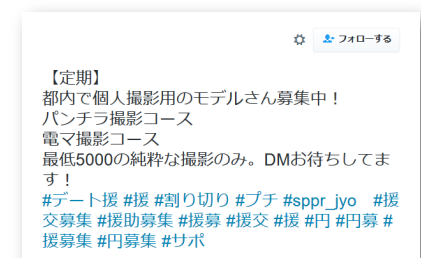 フォローする
【定期】
都内で個人撮影用のモデルさん募集中！
パンチラ撮影コース
電マ撮影コース
最低5000の純粋な撮影のみ。DMお待ちしてま
す！
#デート援 #援 #割り切り #プチ #sppr_jyo　#援
交募集 #援助募集 #援募 #援交 #援 #円 #円募 #
援募集 #円募集 #サポ